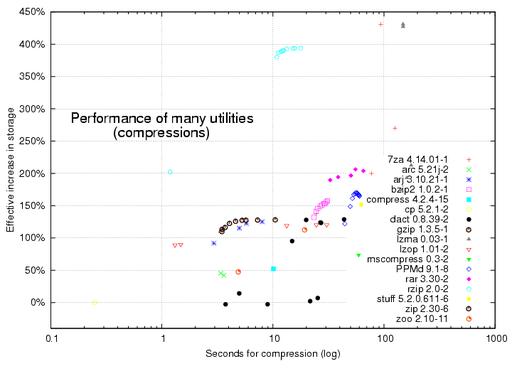 450%
400%
350%
300%
250%
200%
150%
100%
50%
0%
Effective increase in storage
Performance of many utilities
(compressions)
7za 4.14.01-1
arc 5.21j-2
arj 3.10.21-1
bzip2 1.0.2-1
compress 4.2.4-15
cp 5.2.1-2
dact 0.8.39-2
gzip 1.3.5-1
lzma 0.03-1
lzop 1.01-2
mscompress 0.3-2
PPMd 9.1-8
rar 3.30-2
rzip 2.0-2
stuff 5.2.0.611-6
zip 2.30-6
zoo 2.10-11
0.1
1
10
100
1000
Seconds for compression (log)